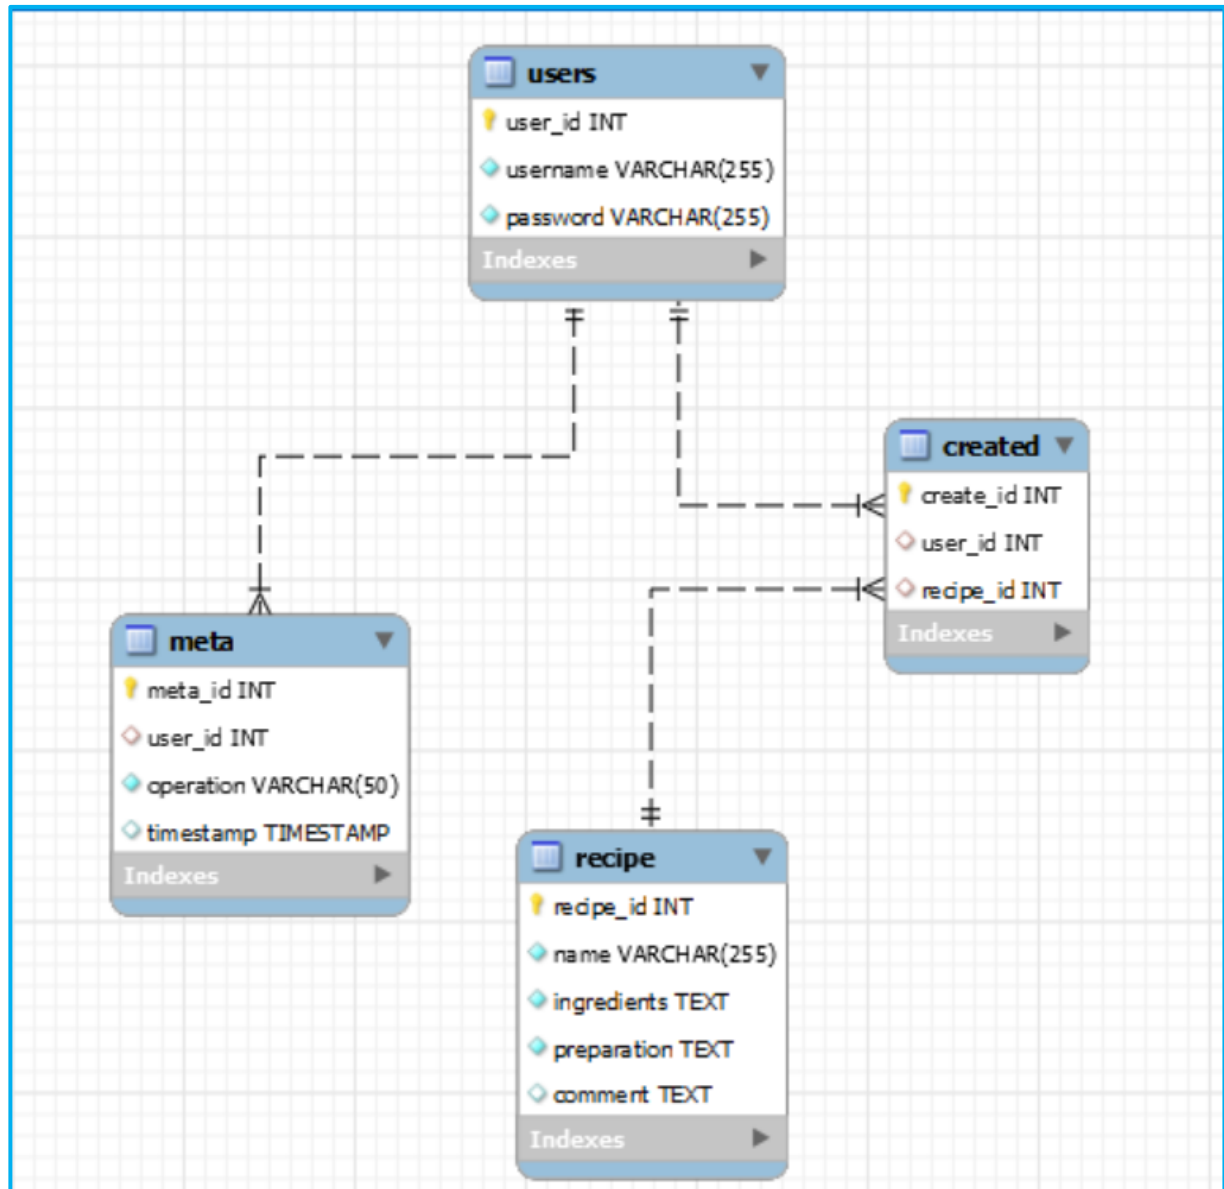 users
user_id INT
username VARCHAR(255)
password VARCHAR(255)
Indexes
created
create_id INT
user_id INT
recipe_id INT
Indexes
meta
meta_id INT
user_id INT
operation VARCHAR(50)
timestamp TIMESTAMP
Indexes
recipe
recipe_id INT
name VARCHAR(255)
ingredients TEXT
preparation TEXT
comment TEXT
Indexes